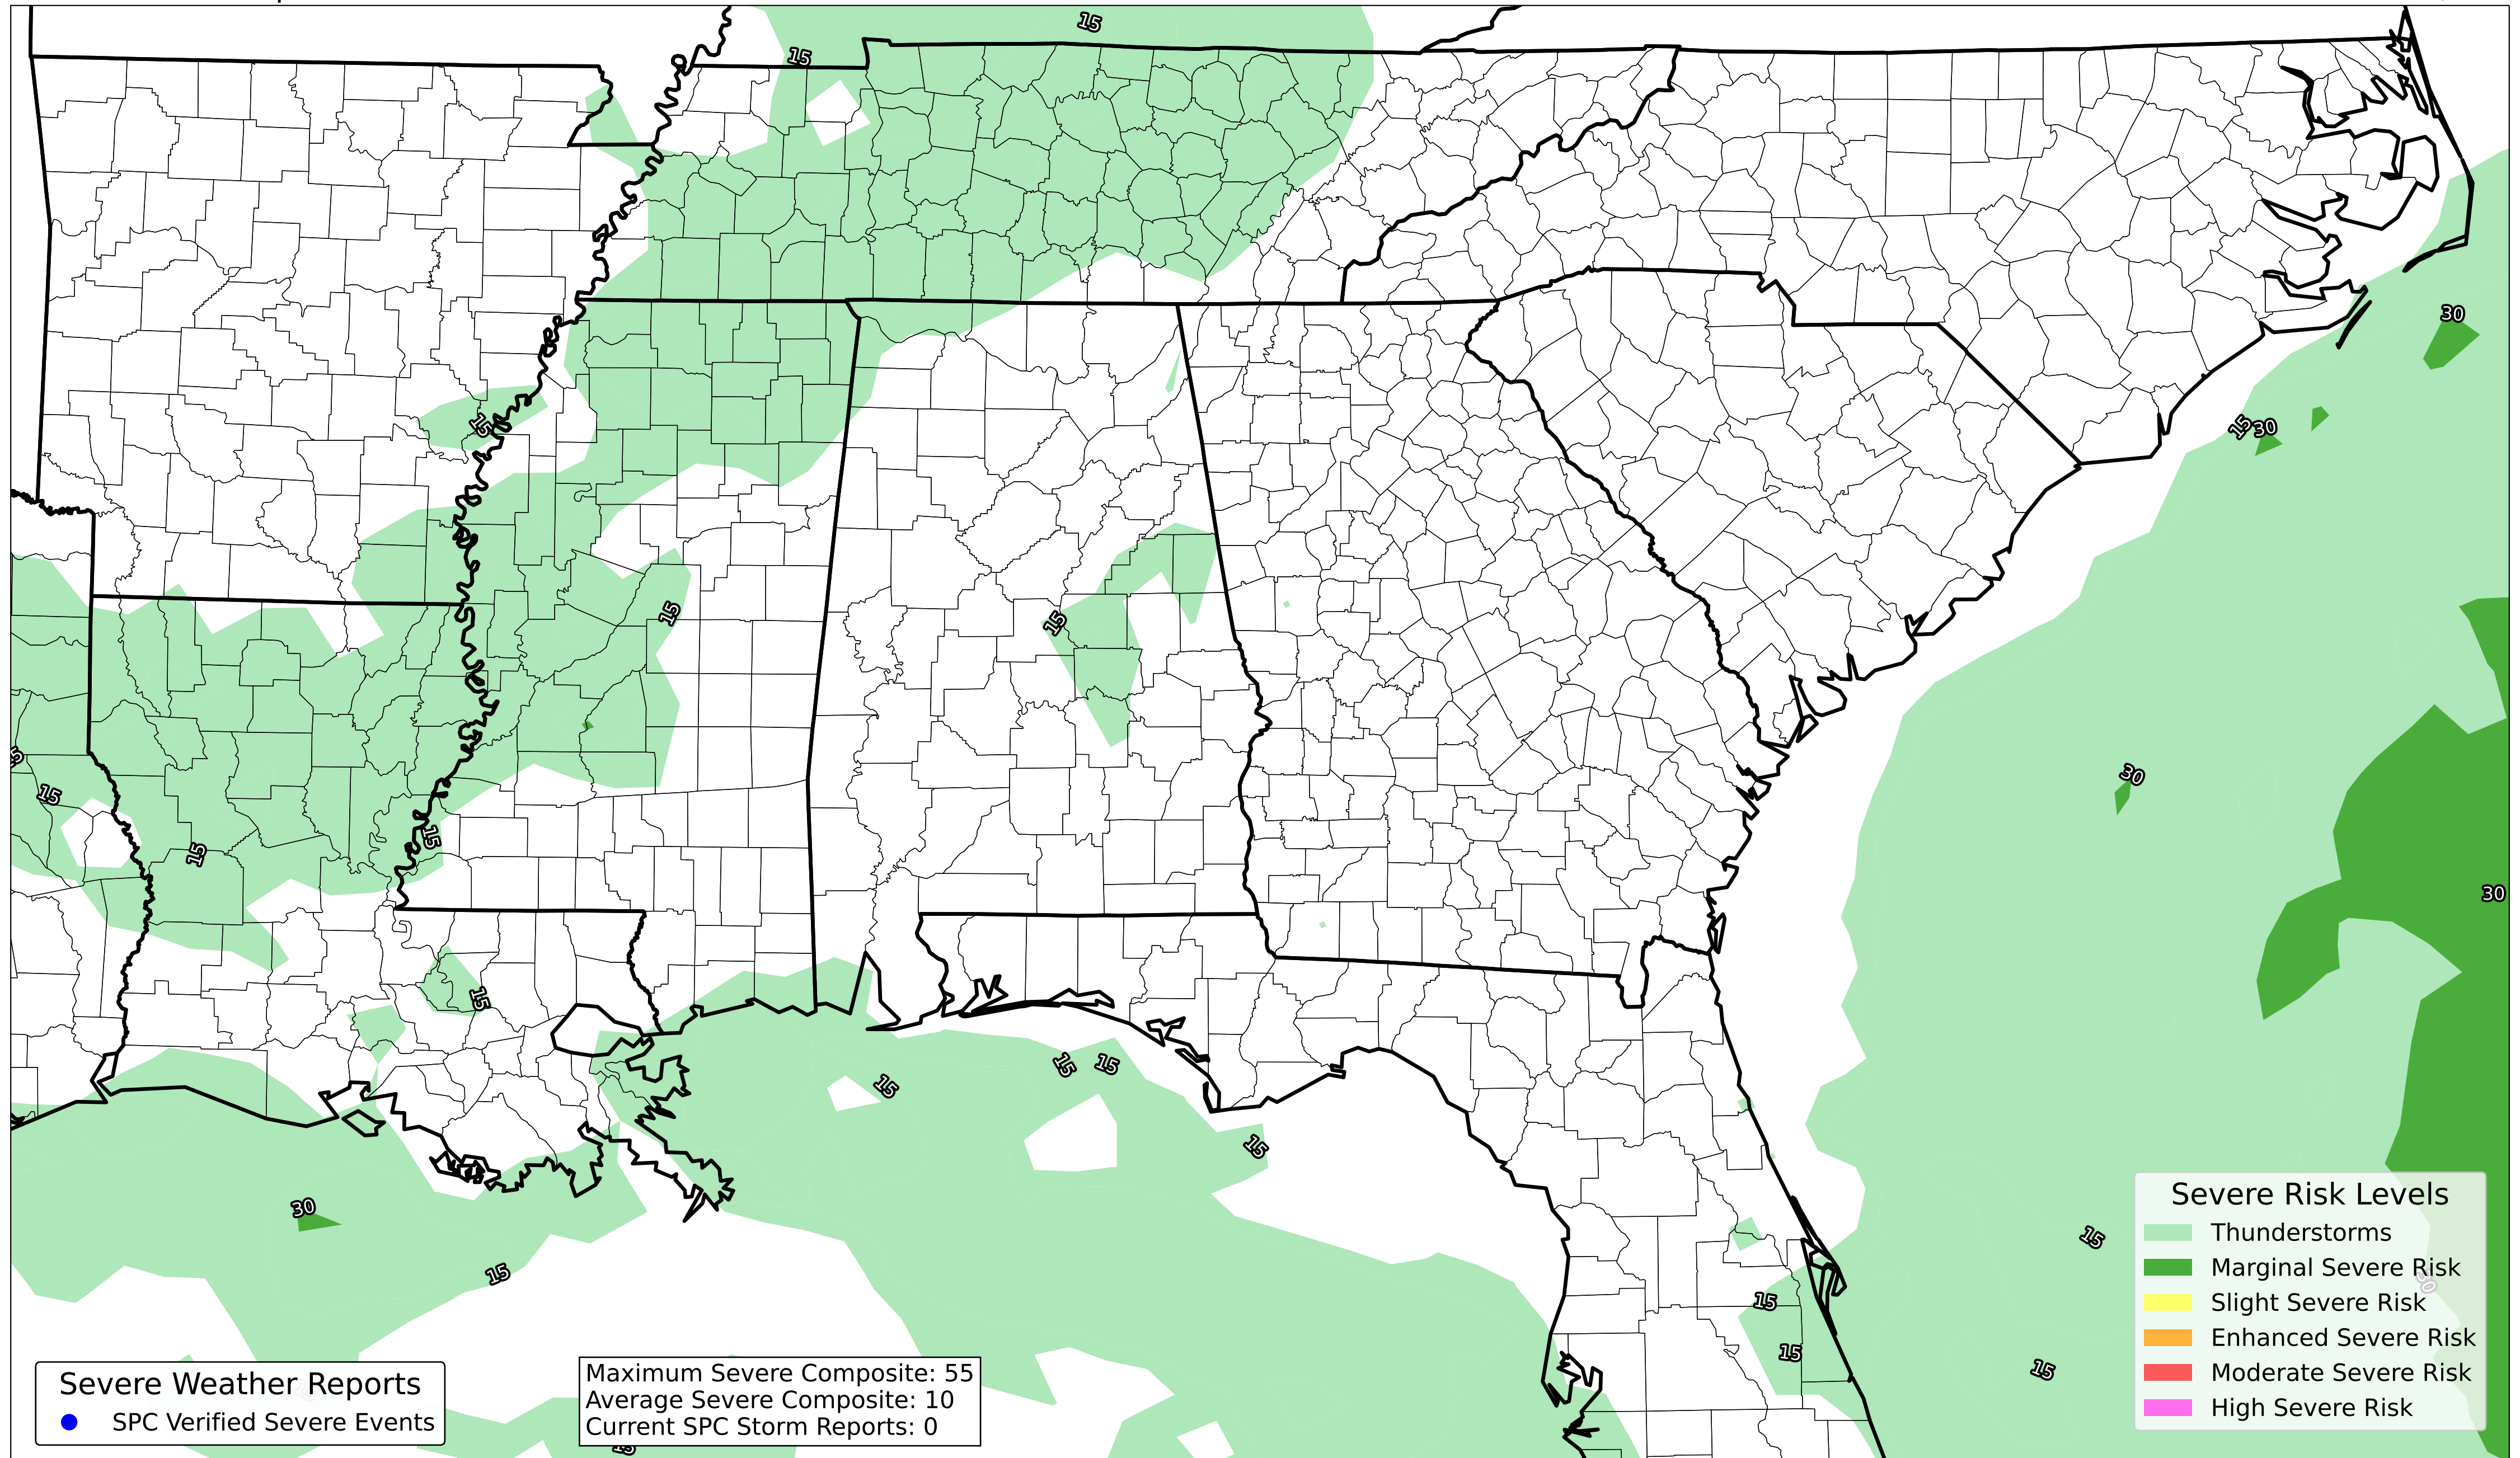 15
15
30
15
30
15
15
15
30
5
15
15
15
30
15
15
15
15
15
30
15
15
30
15
15
15
Severe Risk Levels
Thunderstorms
Marginal Severe Risk
Slight Severe Risk
Enhanced Severe Risk
Moderate Severe Risk
High Severe Risk
Severe Weather Reports
SPC Verified Severe Events
Maximum Severe Composite: 55
Average Severe Composite: 10
Current SPC Storm Reports: 0
15